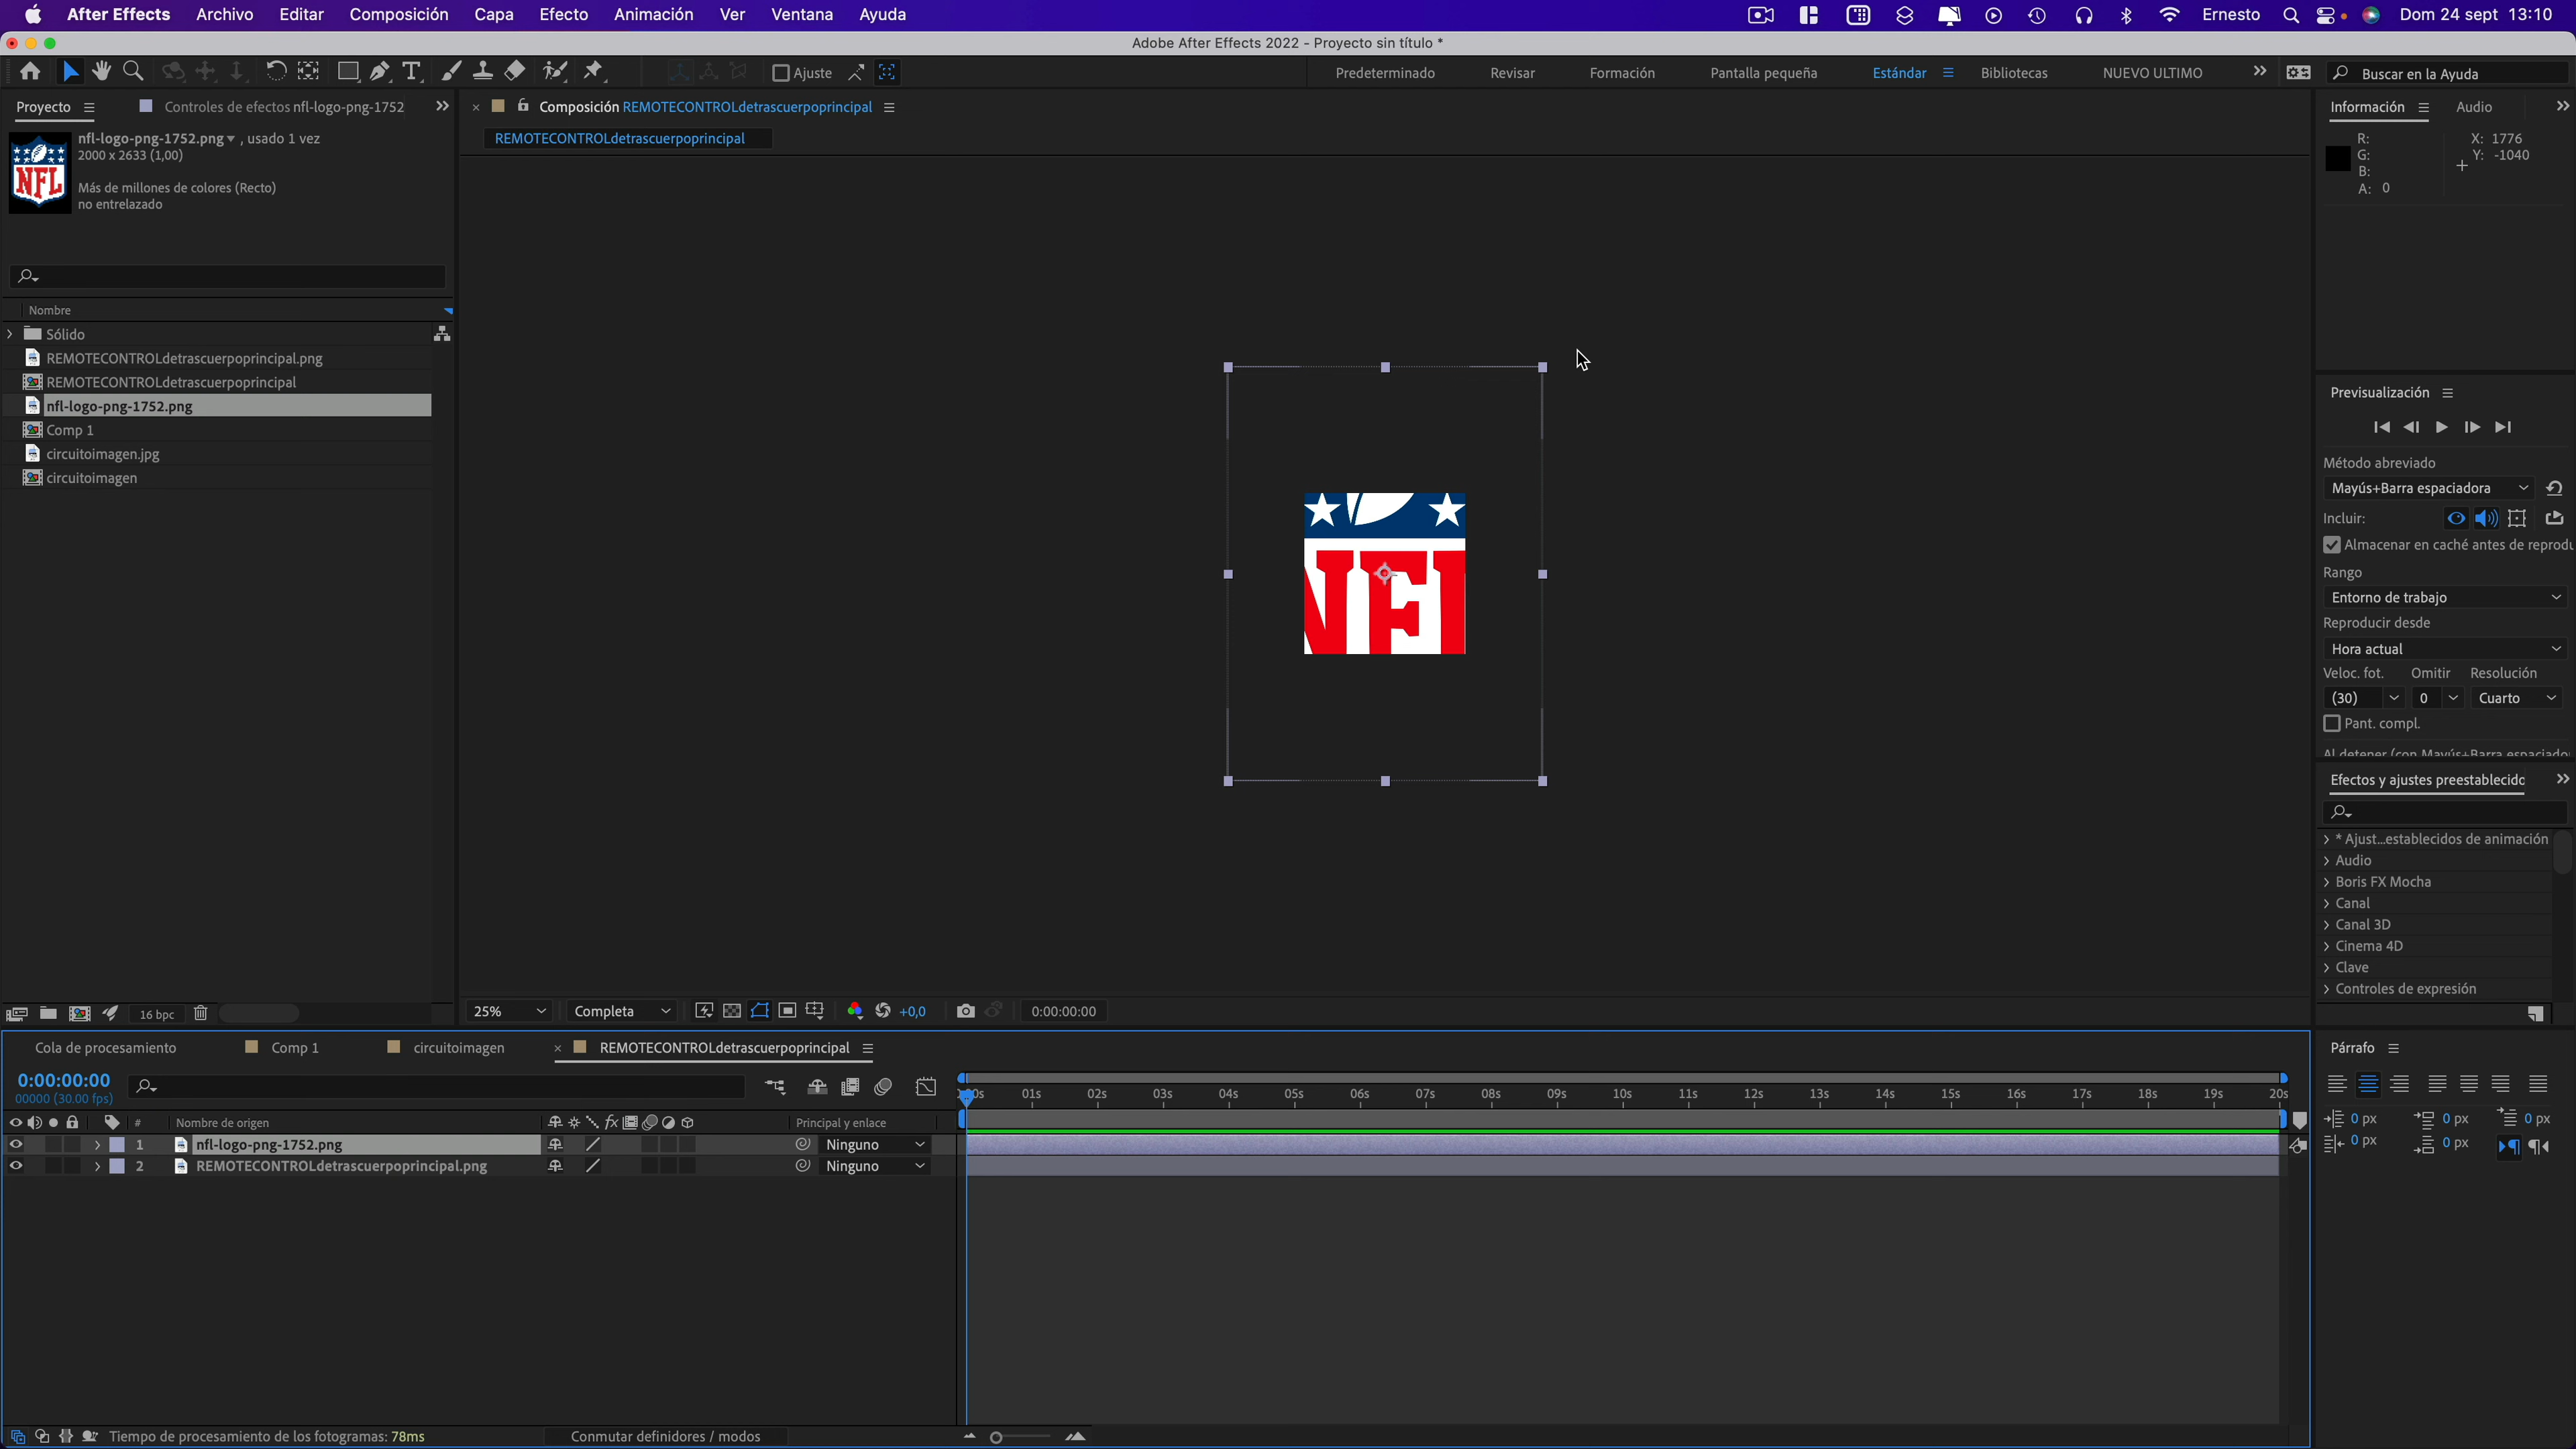 After Effects Archivo Editar Composición Capa Efecto Animación Ver Ventana Ayuda Ernesto Dom 24 sept 13:10
Adobe After Effects 2022 - Proyecto sin título *
Ajuste Predeterminado Revisar Formación Pantalla pequeña Estándar Bibliotecas NUEVO ULTIMO Buscar en la Ayuda
Proyecto Controles de efectos nfl-logo-png-1752
nfl-logo-png-1752.png , usado 1 vez
2000 x 2633 (1,00)
Más de millones de colores (Recto)
no entrelazado
NFL
Nombre
Sólido
REMOTECONTROLdetrascuerpoprincipal.png
REMOTECONTROLdetrascuerpoprincipal
nfl-logo-png-1752.png
Comp 1
circuitoimagen.jpg
circuitoimagen
16 bpc
Composición REMOTECONTROLdetrascuerpoprincipal
REMOTECONTROLdetrascuerpoprincipal
NFL
25% Completa +0,0 0:00:00:00
Información Audio
R: X: 1776
G: Y: -1040
B:
A: 0
Previsualización
Método abreviado
Mayús+Barra espaciadora
Incluir:
Almacenar en caché antes de reprodu
Rango
Entorno de trabajo
Reproducir desde
Hora actual
Veloc. fot. Omitir Resolución
(30) 0 Cuarto
Pant. compl.
Al detener (con Mayús+Barra espaciado
Efectos y ajustes preestablecidc
* Ajust...establecidos de animación
Audio
Boris FX Mocha
Canal
Canal 3D
Cinema 4D
Clave
Controles de expresión
Cola de procesamiento Comp 1 circuitoimagen REMOTECONTROLdetrascuerpoprincipal
0:00:00:00
00000 (30.00 fps)
0s 01s 02s 03s 04s 05s 06s 07s 08s 09s 10s 11s 12s 13s 14s 15s 16s 17s 18s 19s 20s
# Nombre de origen fx Principal y enlace
1 nfl-logo-png-1752.png Ninguno
2 REMOTECONTROLdetrascuerpoprincipal.png Ninguno
Tiempo de procesamiento de los fotogramas: 78ms Conmutar definidores / modos
Párrafo
0 px 0 px 0 px
0 px 0 px